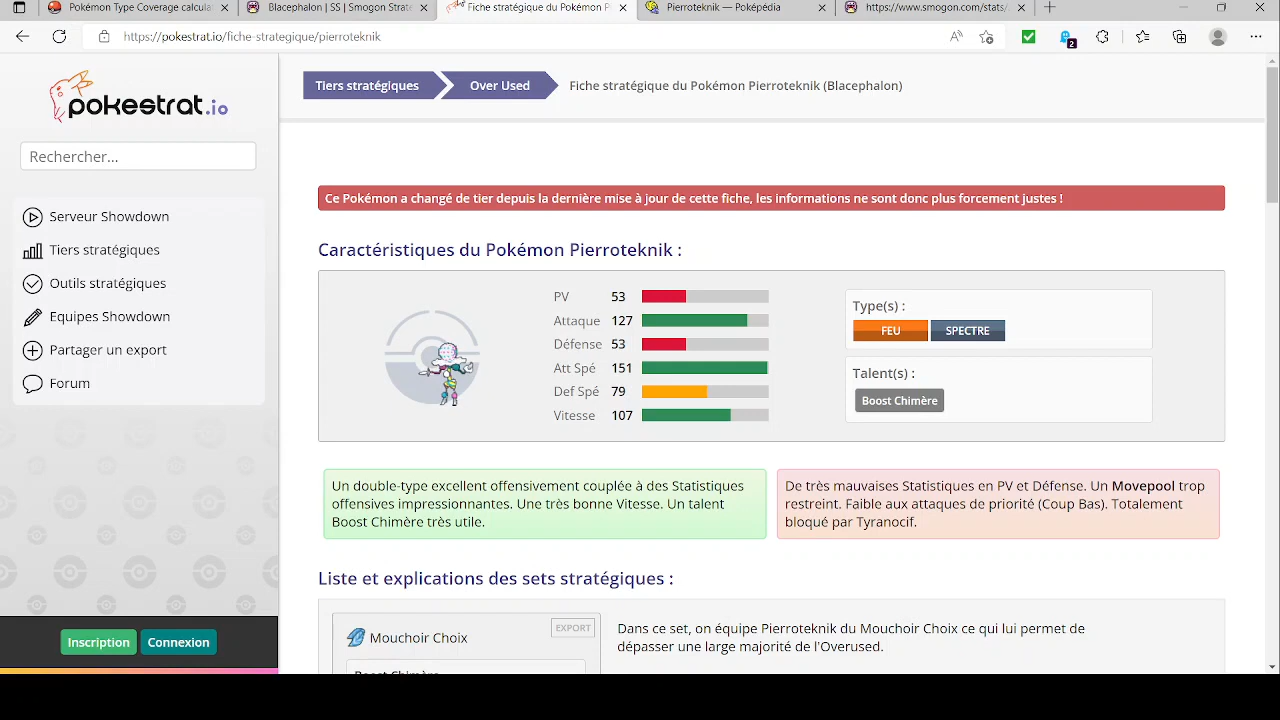 Pokémon Type Coverage calcula
Blacephalon | SS | Smogon Strate
Fiche stratégique du Pokémon P
Pierroteknik — Poképédia
https://www.smogon.com/stats/
https://pokestrat.io/fiche-strategique/pierroteknik
2
pokestrat.io
Rechercher...
Serveur Showdown
Tiers stratégiques
Outils stratégiques
Equipes Showdown
Partager un export
Forum
Inscription
Connexion
Tiers stratégiques
Over Used
Fiche stratégique du Pokémon Pierroteknik (Blacephalon)
Ce Pokémon a changé de tier depuis la dernière mise à jour de cette fiche, les informations ne sont donc plus forcement justes !
Caractéristiques du Pokémon Pierroteknik :
PV 53
Attaque 127
Défense 53
Att Spé 151
Def Spé 79
Vitesse 107
Type(s) :
FEU SPECTRE
Talent(s) :
Boost Chimère
Un double-type excellent offensivement couplée à des Statistiques
offensives impressionnantes. Une très bonne Vitesse. Un talent
Boost Chimère très utile.
De très mauvaises Statistiques en PV et Défense. Un Movepool trop
restreint. Faible aux attaques de priorité (Coup Bas). Totalement
bloqué par Tyranocif.
Liste et explications des sets stratégiques :
Mouchoir Choix
EXPORT
Boost Chimère
Dans ce set, on équipe Pierroteknik du Mouchoir Choix ce qui lui permet de
dépasser une large majorité de l'Overused.